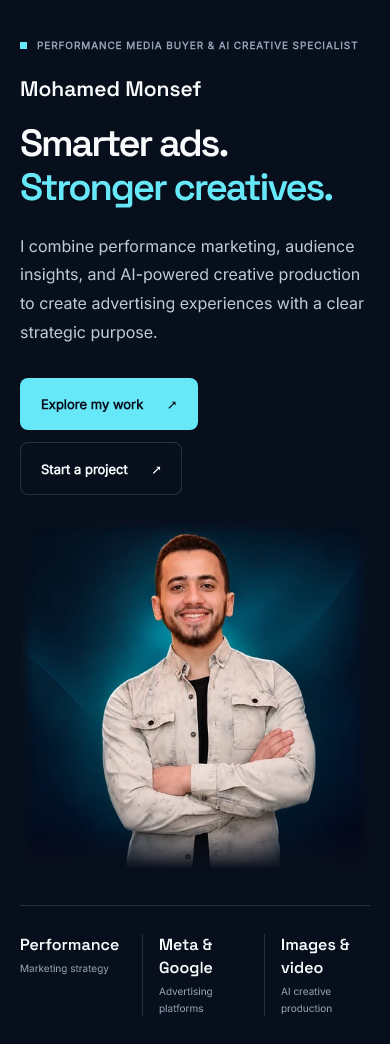 PERFORMANCE MEDIA BUYER & AI CREATIVE SPECIALIST
Mohamed Monsef
Smarter ads.
Stronger creatives.
I combine performance marketing, audience
insights, and AI-powered creative production
to create advertising experiences with a clear
strategic purpose.
Explore my work ↗
Start a project ↗
Performance
Marketing strategy
Meta &
Google
Advertising
platforms
Images &
video
AI creative
production